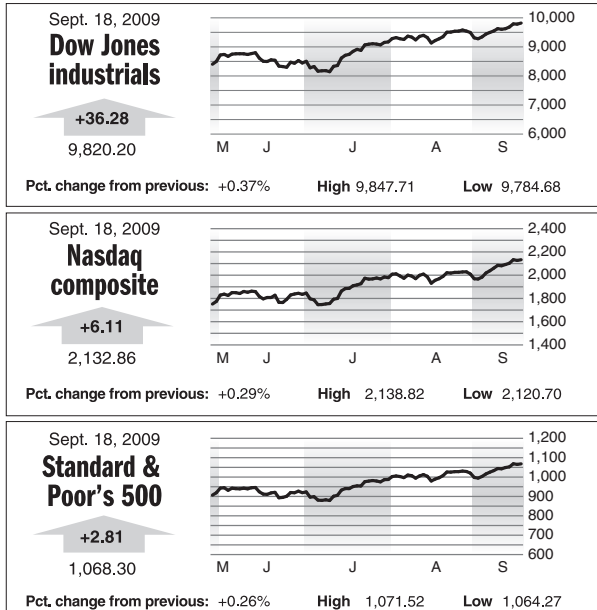 Sept. 18, 2009
Dow Jones
industrials
+36.28
9,820.20
10,000
9,000
8,000
7,000
6,000
M J J A S
Pct. change from previous: +0.37% High 9,847.71 Low 9,784.68
Sept. 18, 2009
Nasdaq
composite
+6.11
2,132.86
2,400
2,200
2,000
1,800
1,600
1,400
M J J A S
Pct. change from previous: +0.29% High 2,138.82 Low 2,120.70
Sept. 18, 2009
Standard &
Poor's 500
+2.81
1,068.30
1,200
1,100
1,000
900
800
700
600
M J J A S
Pct. change from previous: +0.26% High 1,071.52 Low 1,064.27